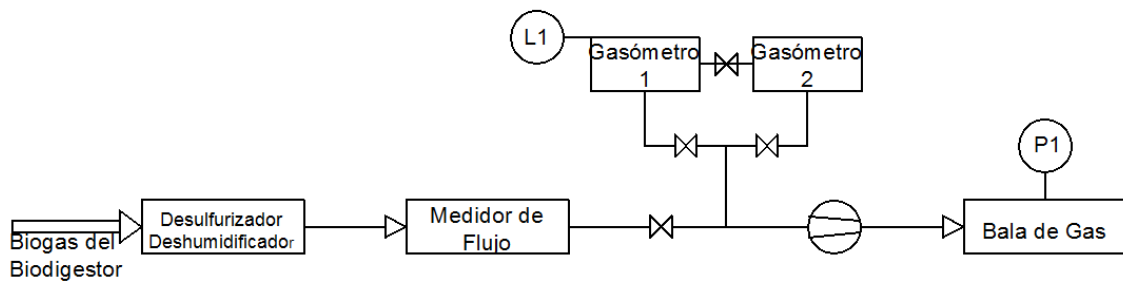 L1
Gasómetro
1
Gasómetro
2
P1
Biogas del
Biodigestor
Desulfurizador
Deshumidificador
Medidor de
Flujo
Bala de Gas